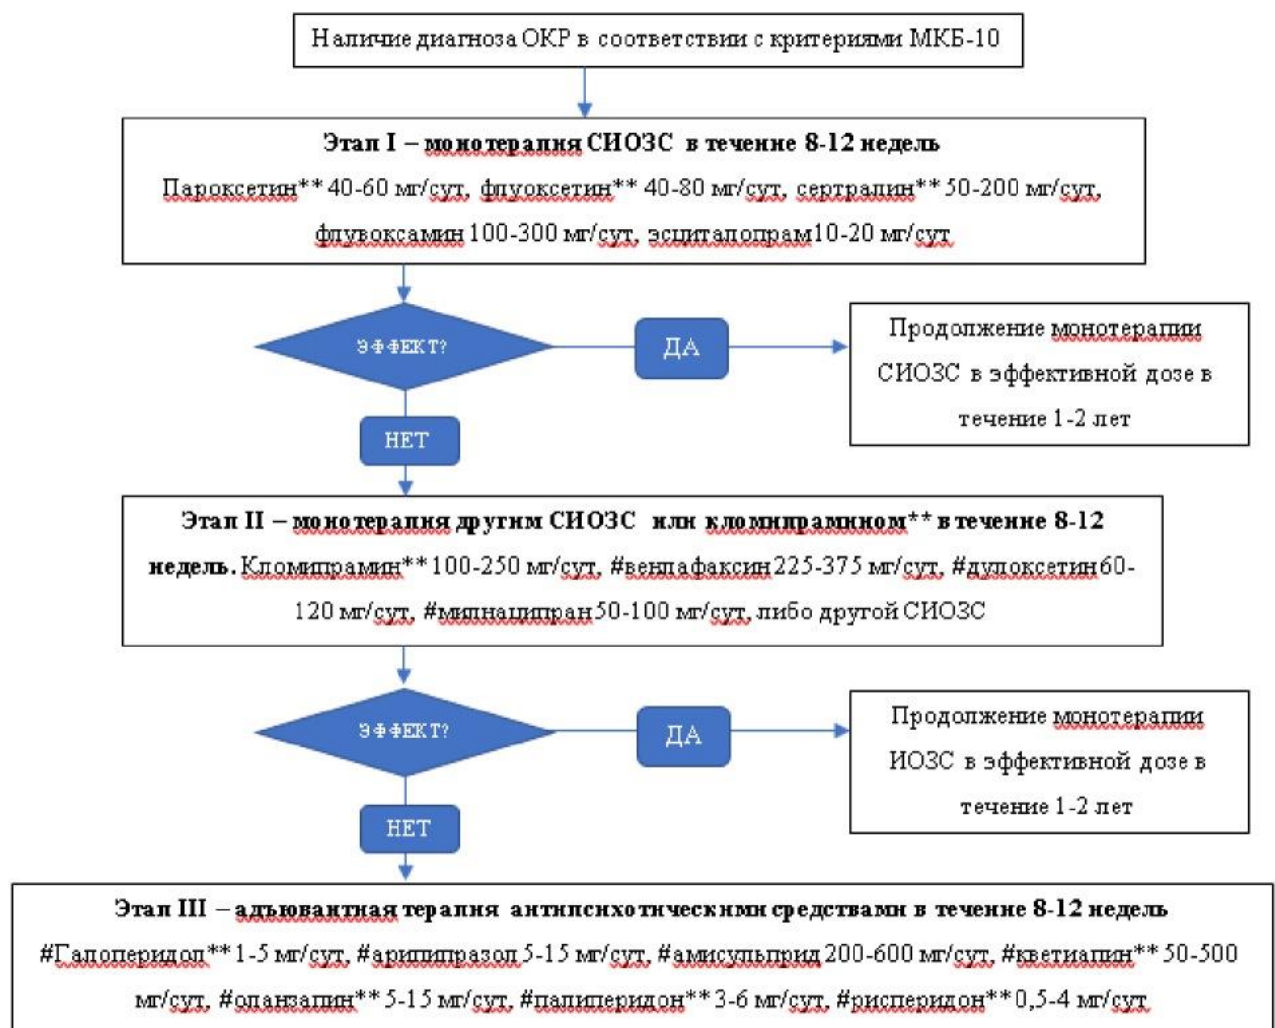 Наличие диагноза ОКР в соответствии с критериями МКБ-10
Этап I – монотерапия СИОЗС в течение 8-12 недель
Пароксетин** 40-60 мг/сут, флуоксетин** 40-80 мг/сут, сертралин** 50-200 мг/сут,
флувоксамин 100-300 мг/сут, эсциталопрам 10-20 мг/сут
ЭФФЕКТ?
ДА
Продолжение монотерапии
СИОЗС в эффективной дозе в
течение 1-2 лет
НЕТ
Этап II – монотерапия другим СИОЗС или кломипрамином** в течение 8-12
недель. Кломипрамин** 100-250 мг/сут, #венлафаксин 225-375 мг/сут, #дулоксетин 60-
120 мг/сут, #милнаципран 50-100 мг/сут, либо другой СИОЗС
ЭФФЕКТ?
ДА
Продолжение монотерапии
ИОЗС в эффективной дозе в
течение 1-2 лет
НЕТ
Этап III – адъювантная терапия антипсихотическими средствами в течение 8-12 недель
#Галоперидол** 1-5 мг/сут, #арипипразол 5-15 мг/сут, #амисульприд 200-600 мг/сут, #кветиапин** 50-500
мг/сут, #оланзапин** 5-15 мг/сут, #палиперидон** 3-6 мг/сут, #рисперидон** 0,5-4 мг/сут